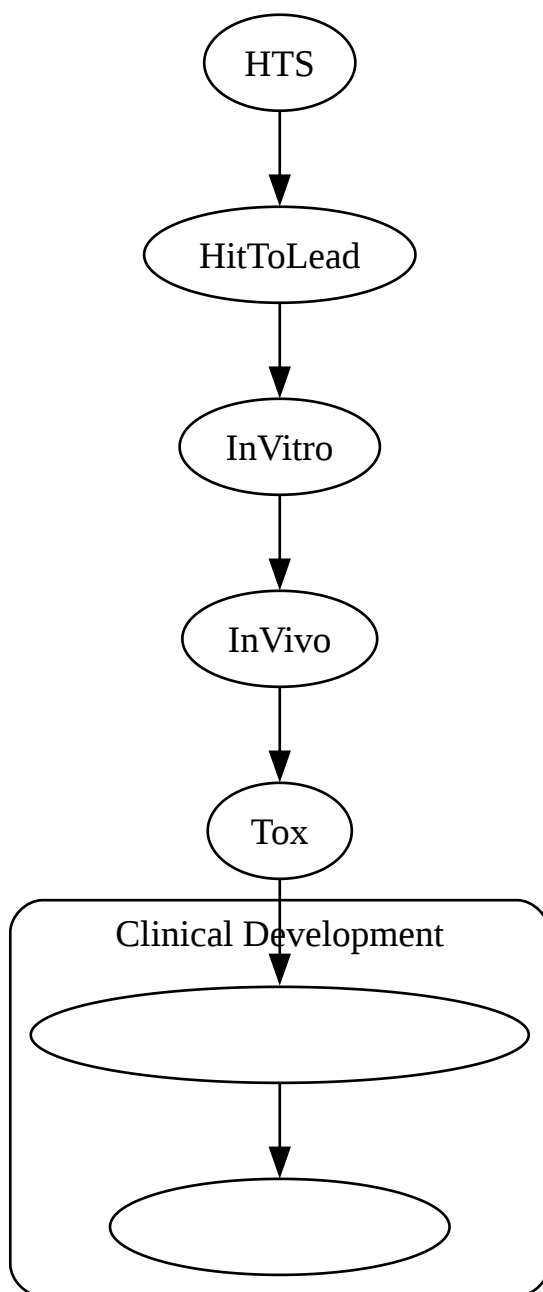 HTS
HitToLead
InVitro
InVivo
Tox
Clinical Development